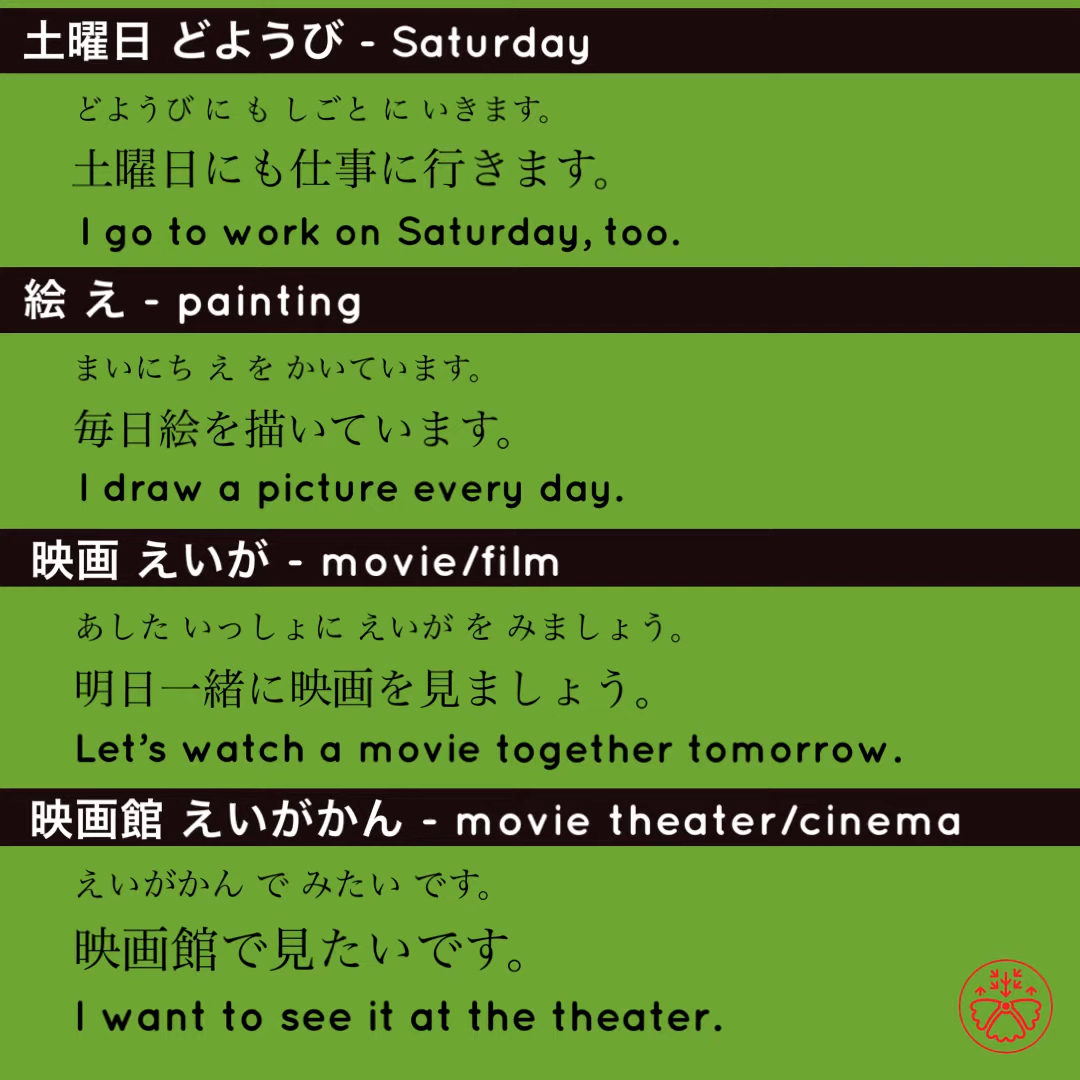 土曜日 どようび - Saturday
どようび に も しごと に いきます。
土曜日にも仕事に行きます。
I go to work on Saturday, too.
絵 え - painting
まいにち え を かいています。
毎日絵を描いています。
I draw a picture every day.
映画 えいが - movie/film
あした いっしょに えいが を みましょう。
明日一緒に映画を見ましょう。
Let's watch a movie together tomorrow.
映画館 えいがかん - movie theater/cinema
えいがかん で みたい です。
映画館で見たいです。
I want to see it at the theater.